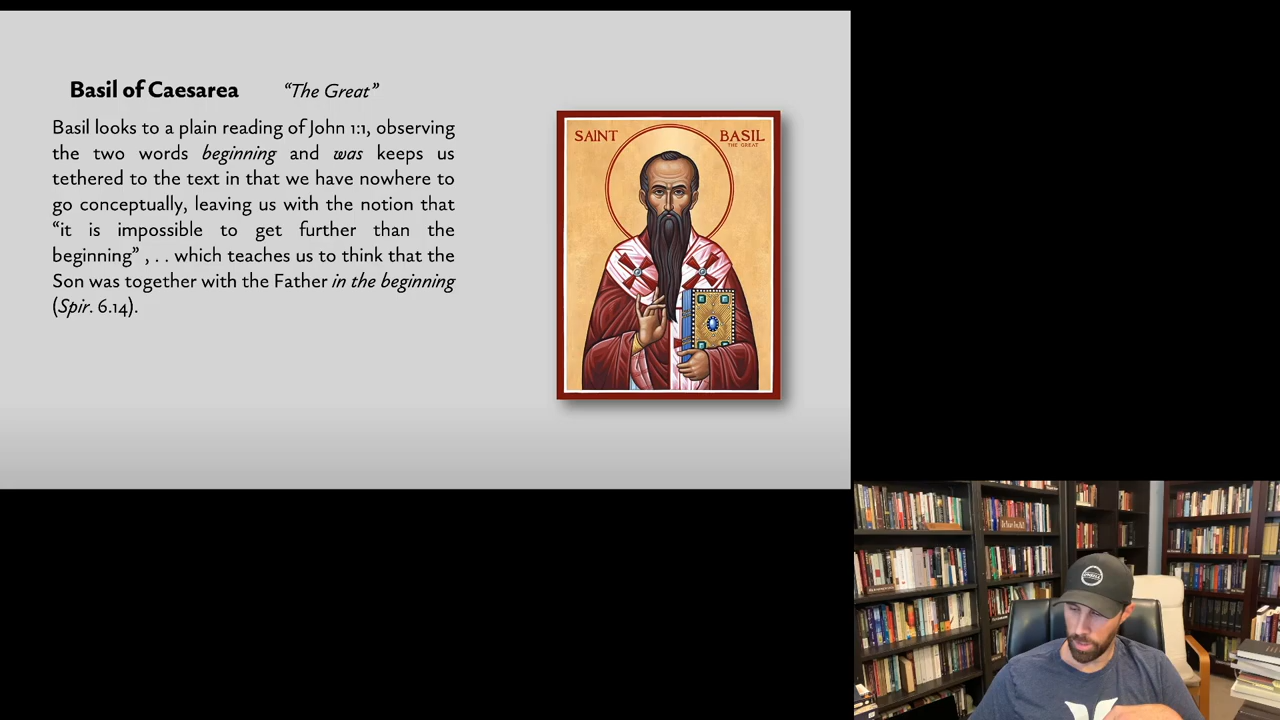 Basil of Caesarea “The Great”
Basil looks to a plain reading of John 1:1, observing
the two words beginning and was keeps us
tethered to the text in that we have nowhere to
go conceptually, leaving us with the notion that
“it is impossible to get further than the
beginning” , . . which teaches us to think that the
Son was together with the Father in the beginning
(Spir. 6.14).
SAINT BASIL
THE GREAT